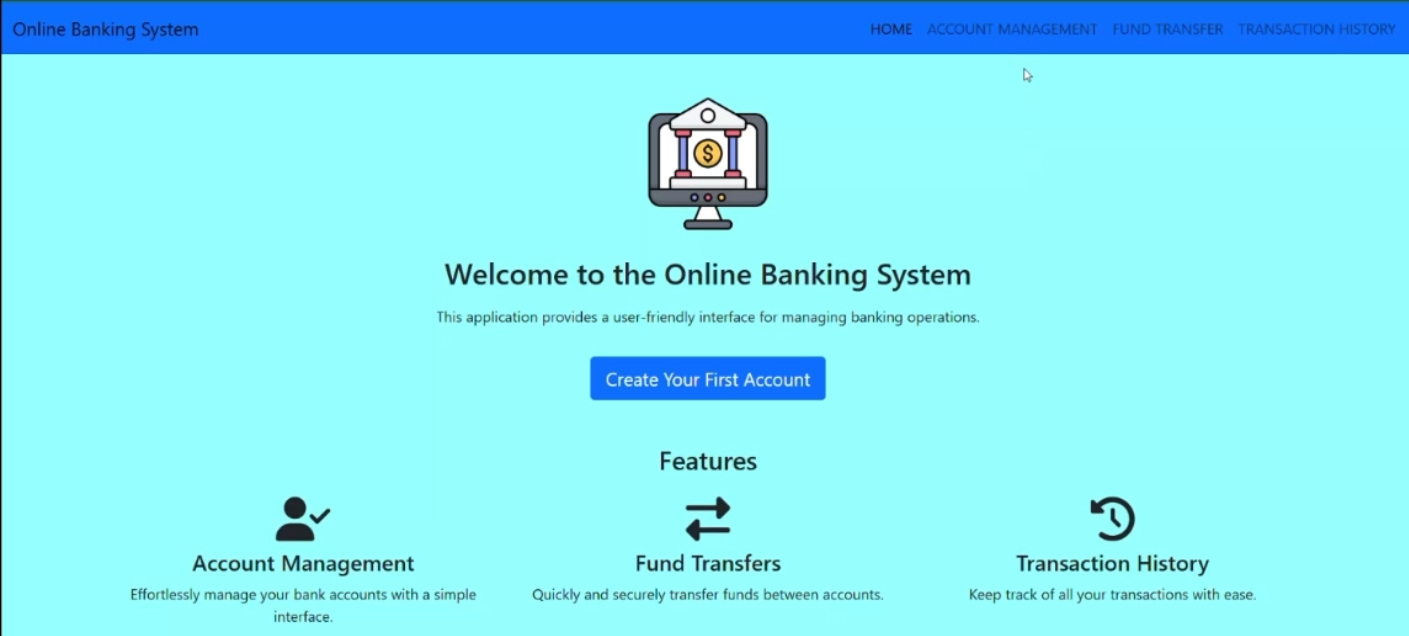 Online Banking System
HOME ACCOUNT MANAGEMENT FUND TRANSFER TRANSACTION HISTORY
$
Welcome to the Online Banking System
This application provides a user-friendly interface for managing banking operations.
Create Your First Account
Features
Account Management
Effortlessly manage your bank accounts with a simple
interface.
Fund Transfers
Quickly and securely transfer funds between accounts.
Transaction History
Keep track of all your transactions with ease.